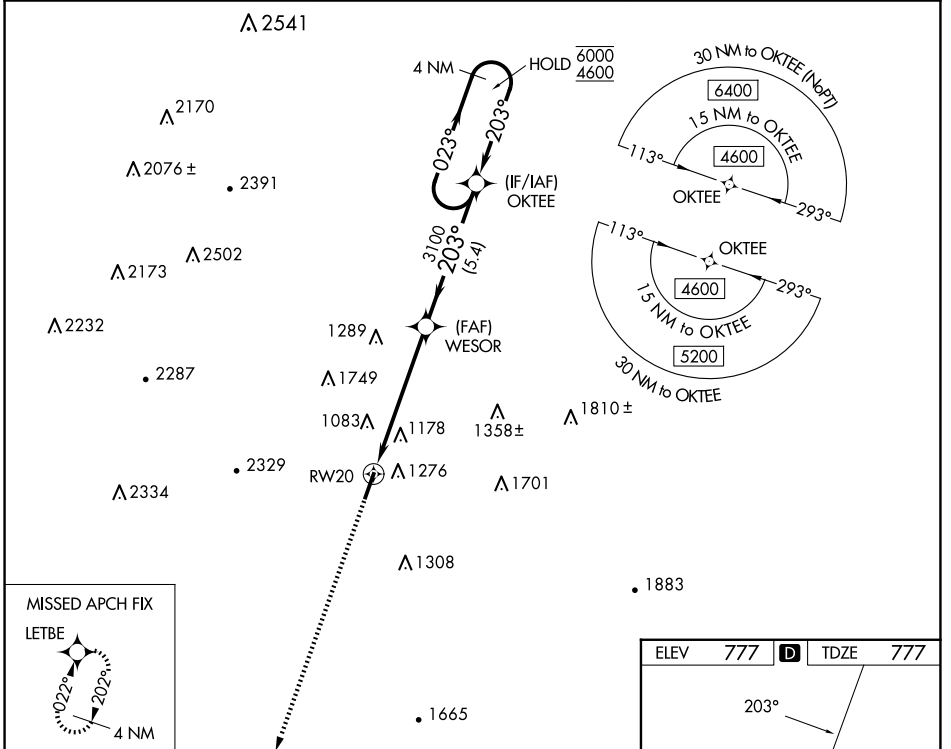 2541
4 NM
HOLD 6000
4600
30 NM to OKTEE (NoPT)
6400
15 NM to OKTEE
4600
113°
OKTEE
293°
2170
2076 ±
2391
023°
203°
(IF/IAF)
OKTEE
2502
2173
3100
203°
(5.4)
113°
OKTEE
4600
293°
15 NM to OKTEE
5200
30 NM to OKTEE
2232
1289
(FAF)
WESOR
2287
1749
1083
1178
1358±
1810 ±
2329
RW20
1276
1701
2334
1308
1883
MISSED APCH FIX
LETBE
022°
202°
4 NM
1665
ELEV 777 D TDZE 777
203°